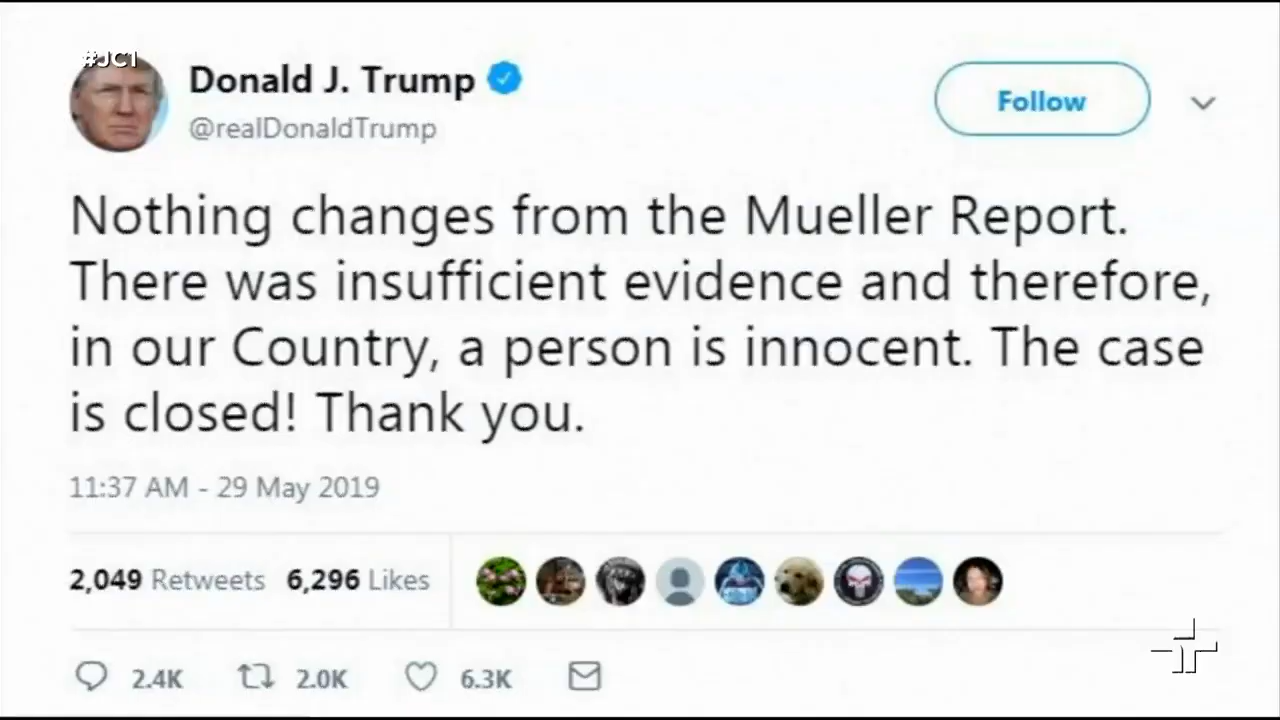 #JC1
Donald J. Trump
@realDonaldTrump
Follow
Nothing changes from the Mueller Report.
There was insufficient evidence and therefore,
in our Country, a person is innocent. The case
is closed! Thank you.
11:37 AM - 29 May 2019
2,049 Retweets 6,296 Likes
2.4K 2.0K 6.3K